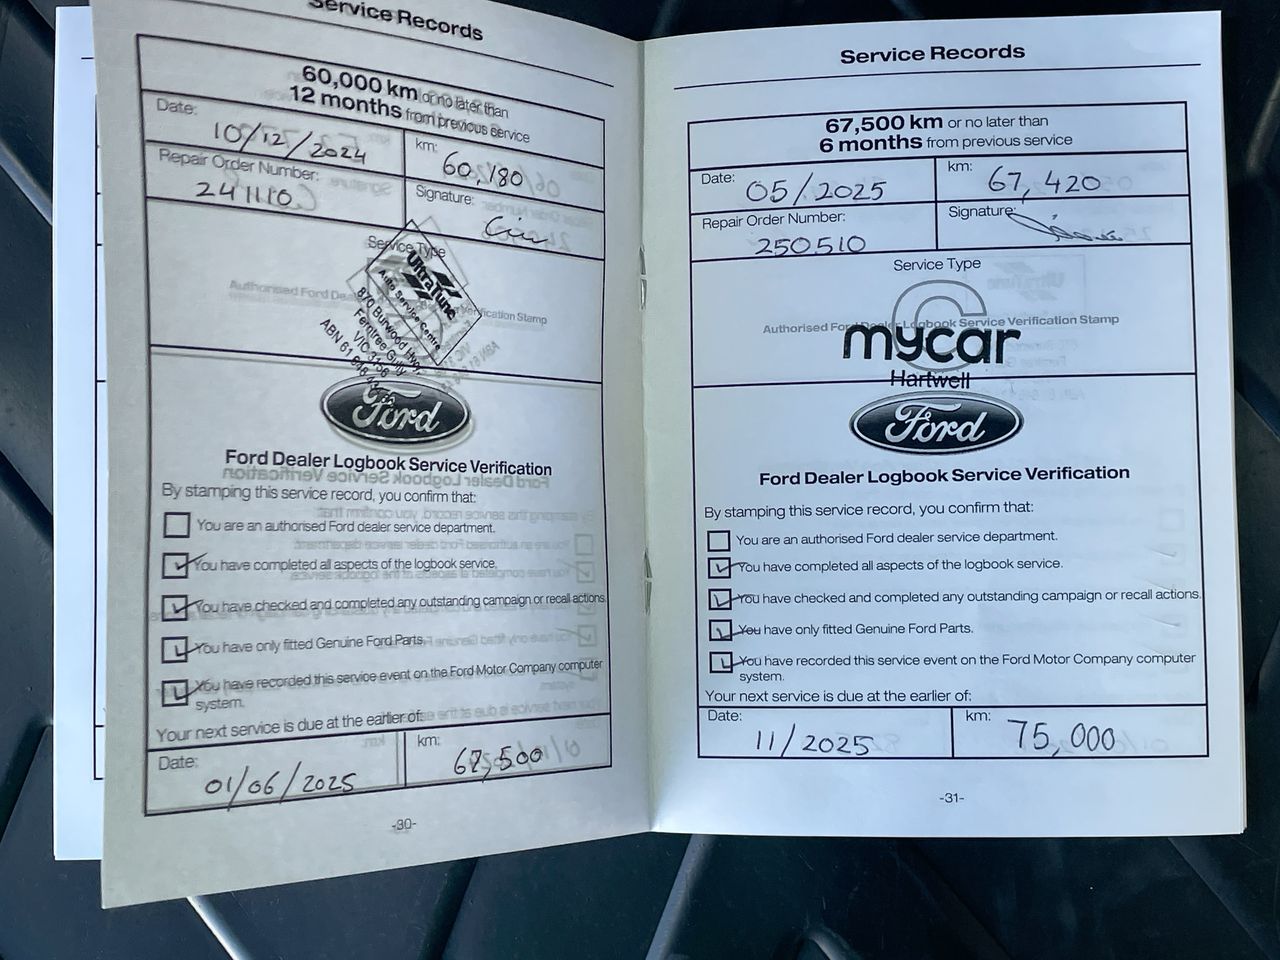 Service Records
60,000 km or no later than
12 months from previous service
Date:
10/12/2024
km:
60,180
Repair Order Number:
241110
Signature:
Service Type
Authorised Ford Dealer Logbook Service Verification Stamp
UltraTune
Auto Service Centre
870 Burwood Hwy,
Ferntree Gully
VIC 3156
ABN 61 648
Ford
Ford Dealer Logbook Service Verification
By stamping this service record, you confirm that:
You are an authorised Ford dealer service department.
You have completed all aspects of the logbook service.
You have checked and completed any outstanding campaign or recall actions.
You have only fitted Genuine Ford Parts.
You have recorded this service event on the Ford Motor Company computer
system.
Your next service is due at the earlier of:
Date:
01/06/2025
km:
67,500
-30-
Service Records
67,500 km or no later than
6 months from previous service
Date:
05/2025
km:
67,420
Repair Order Number:
250510
Signature:
Service Type
Authorised Ford Dealer Logbook Service Verification Stamp
mycar
Hartwell
Ford
Ford Dealer Logbook Service Verification
By stamping this service record, you confirm that:
You are an authorised Ford dealer service department.
You have completed all aspects of the logbook service.
You have checked and completed any outstanding campaign or recall actions.
You have only fitted Genuine Ford Parts.
You have recorded this service event on the Ford Motor Company computer
system.
Your next service is due at the earlier of:
Date:
11/2025
km:
75,000
-31-